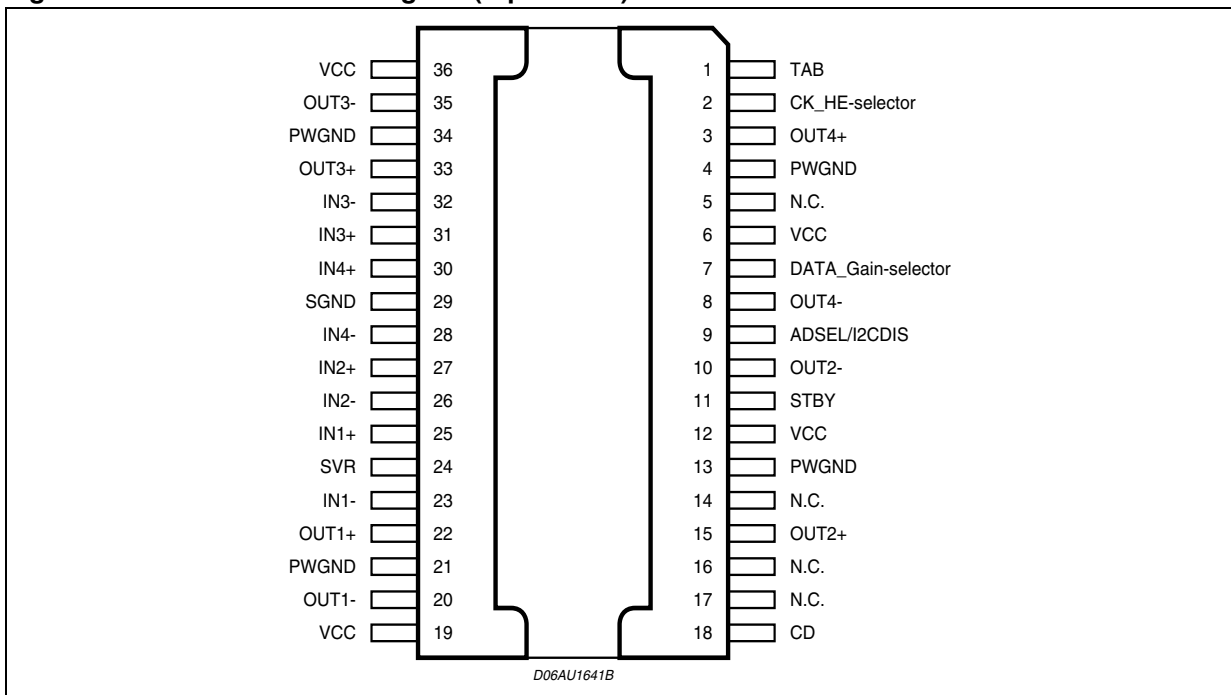 VCC 36 1 TAB
OUT3- 35 2 CK_HE-selector
PWGND 34 3 OUT4+
OUT3+ 33 4 PWGND
IN3- 32 5 N.C.
IN3+ 31 6 VCC
IN4+ 30 7 DATA_Gain-selector
SGND 29 8 OUT4-
IN4- 28 9 ADSEL/I2CDIS
IN2+ 27 10 OUT2-
IN2- 26 11 STBY
IN1+ 25 12 VCC
SVR 24 13 PWGND
IN1- 23 14 N.C.
OUT1+ 22 15 OUT2+
PWGND 21 16 N.C.
OUT1- 20 17 N.C.
VCC 19 18 CD
D06AU1641B